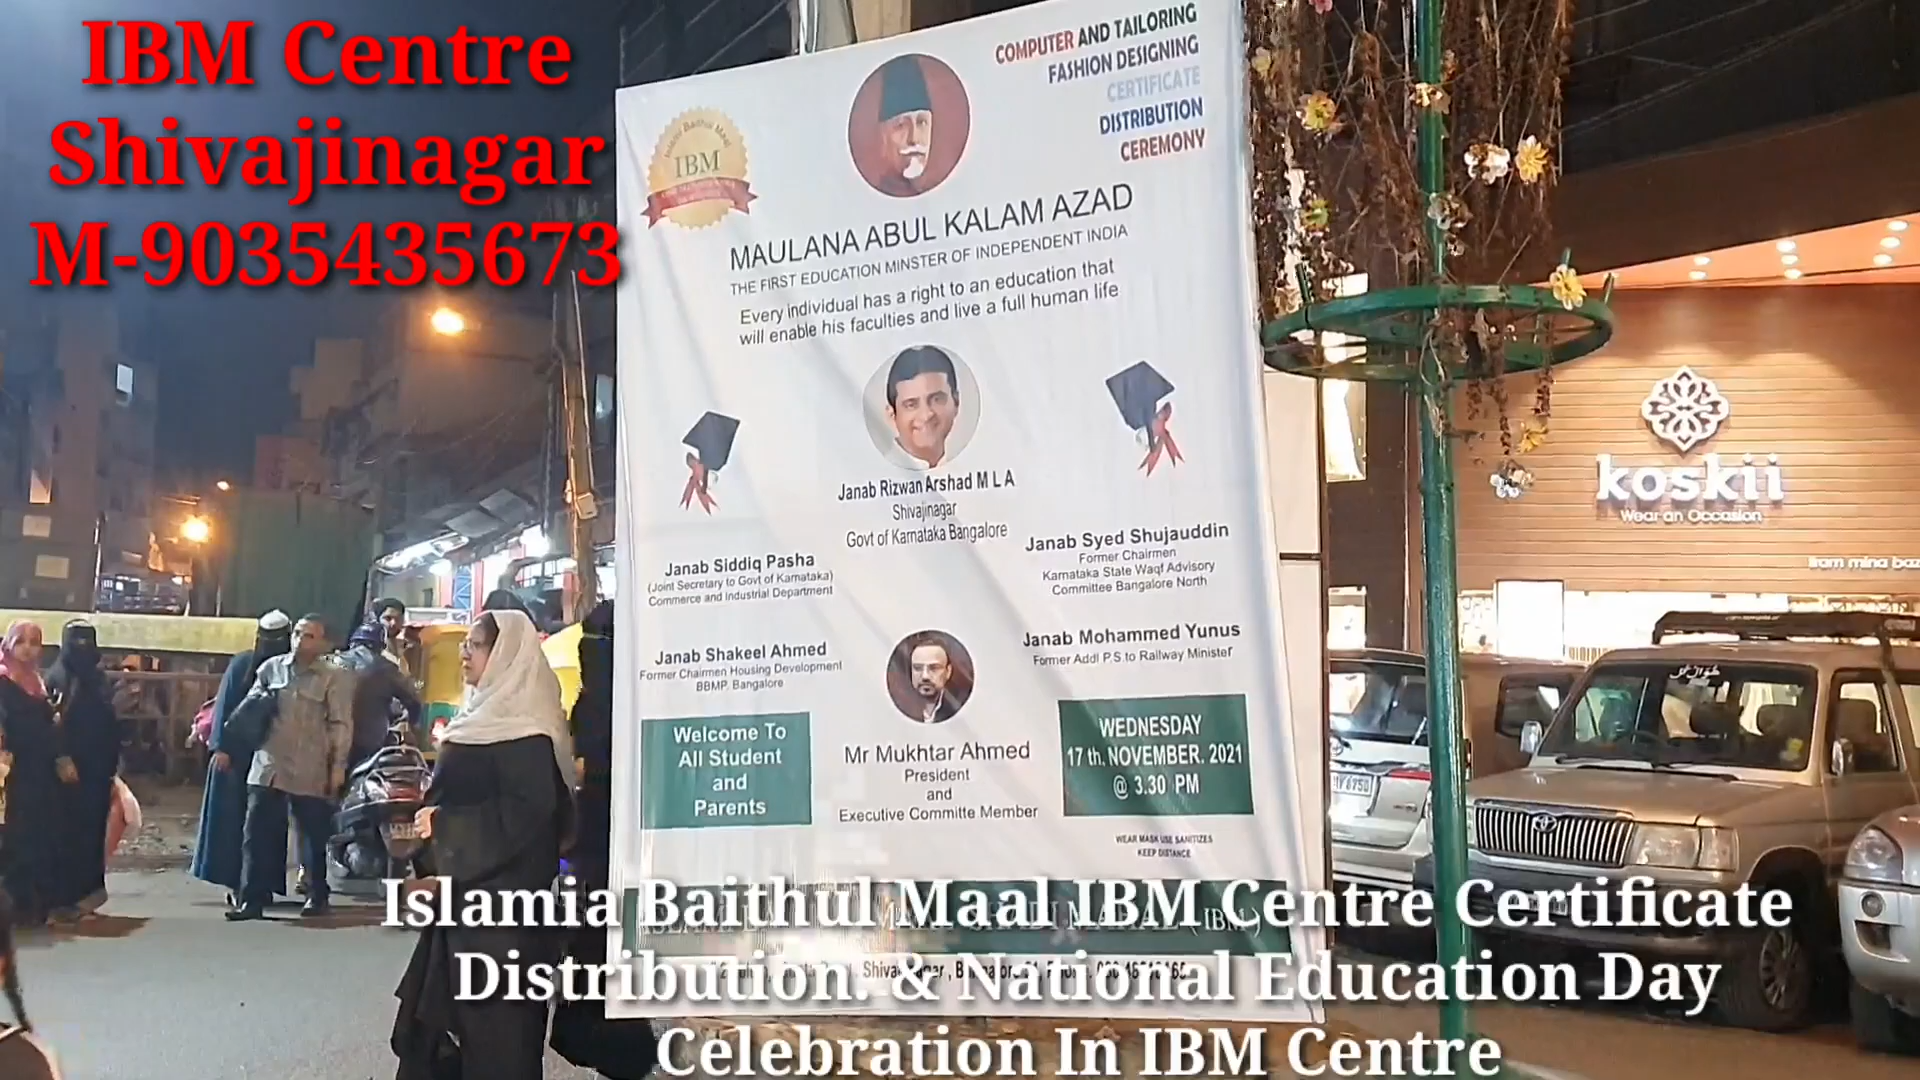 IBM Centre
Shivajinagar
M-9035435673
COMPUTER AND TAILORING
FASHION DESIGNING
CERTIFICATE
DISTRIBUTION
CEREMONY
Baithul Maal
IBM
MAULANA ABUL KALAM AZAD
THE FIRST EDUCATION MINSTER OF INDEPENDENT INDIA
Every individual has a right to an education that
will enable his faculties and live a full human life
Janab Rizwan Arshad M L A
Shivajinagar
Govt of Karnataka Bangalore
Janab Siddiq Pasha
(Joint Secretary to Govt of Karnataka)
Commerce and Industrial Department
Janab Syed Shujauddin
Former Chairmen
Karnataka State Waqf Advisory
Committee Bangalore North
Janab Shakeel Ahmed
Former Chairmen Housing Development
BBMP, Bangalore
Janab Mohammed Yunus
Former Addl P.S. to Railway Minister
Welcome To
All Student
and
Parents
Mr Mukhtar Ahmed
President
and
Executive Committe Member
WEDNESDAY
17 th. NOVEMBER. 2021
@ 3.30 PM
WEAR MASK USE SANITIZES
KEEP DISTANCE
koskii
Wear an Occasion
from mina baz
Islamia Baithul Maal IBM Centre Certificate
Distribution. & National Education Day
Celebration In IBM Centre